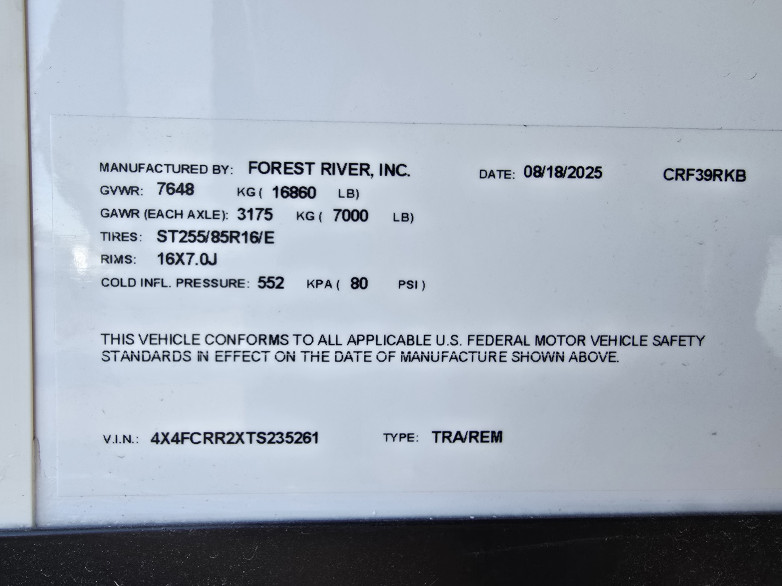 MANUFACTURED BY: FOREST RIVER, INC. DATE: 08/18/2025 CRF39RKB
GVWR: 7648 KG ( 16860 LB)
GAWR (EACH AXLE): 3175 KG ( 7000 LB)
TIRES: ST255/85R16/E
RIMS: 16X7.0J
COLD INFL. PRESSURE: 552 KPA ( 80 PSI )
THIS VEHICLE CONFORMS TO ALL APPLICABLE U.S. FEDERAL MOTOR VEHICLE SAFETY
STANDARDS IN EFFECT ON THE DATE OF MANUFACTURE SHOWN ABOVE.
V.I.N.: 4X4FCRR2XTS235261 TYPE: TRA/REM